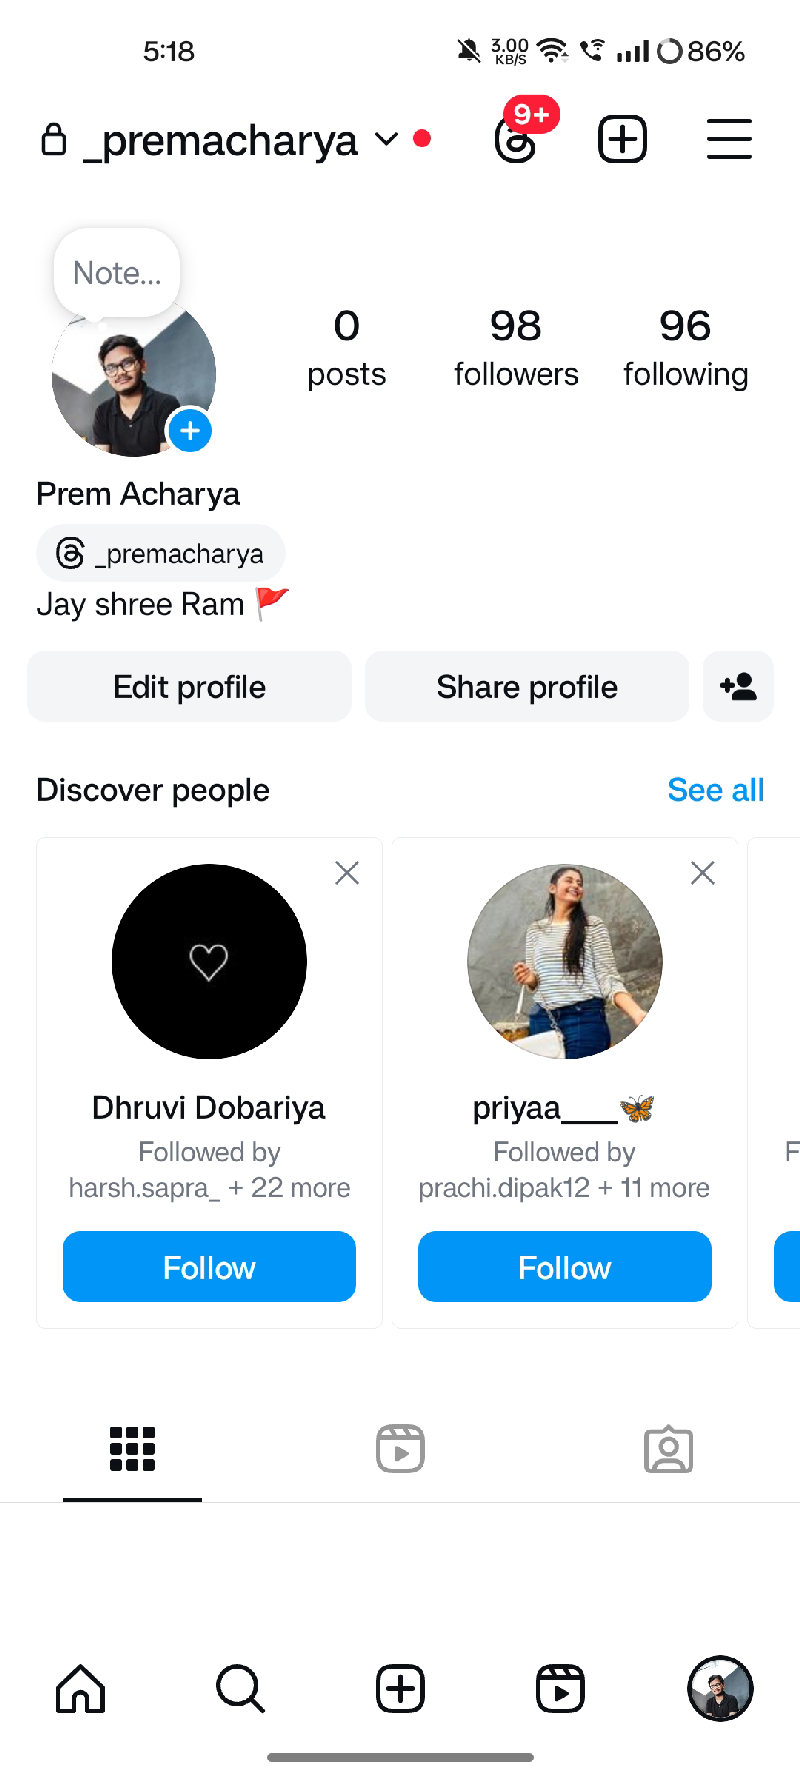 5:18
3.00
KB/S
86%
_premacharya
9+
Note...
0
posts
98
followers
96
following
Prem Acharya
_premacharya
Jay shree Ram 🚩
Edit profile
Share profile
Discover people
See all
Dhruvi Dobariya
Followed by
harsh.sapra_ + 22 more
Follow
priyaa___🦋
Followed by
prachi.dipak12 + 11 more
Follow
F